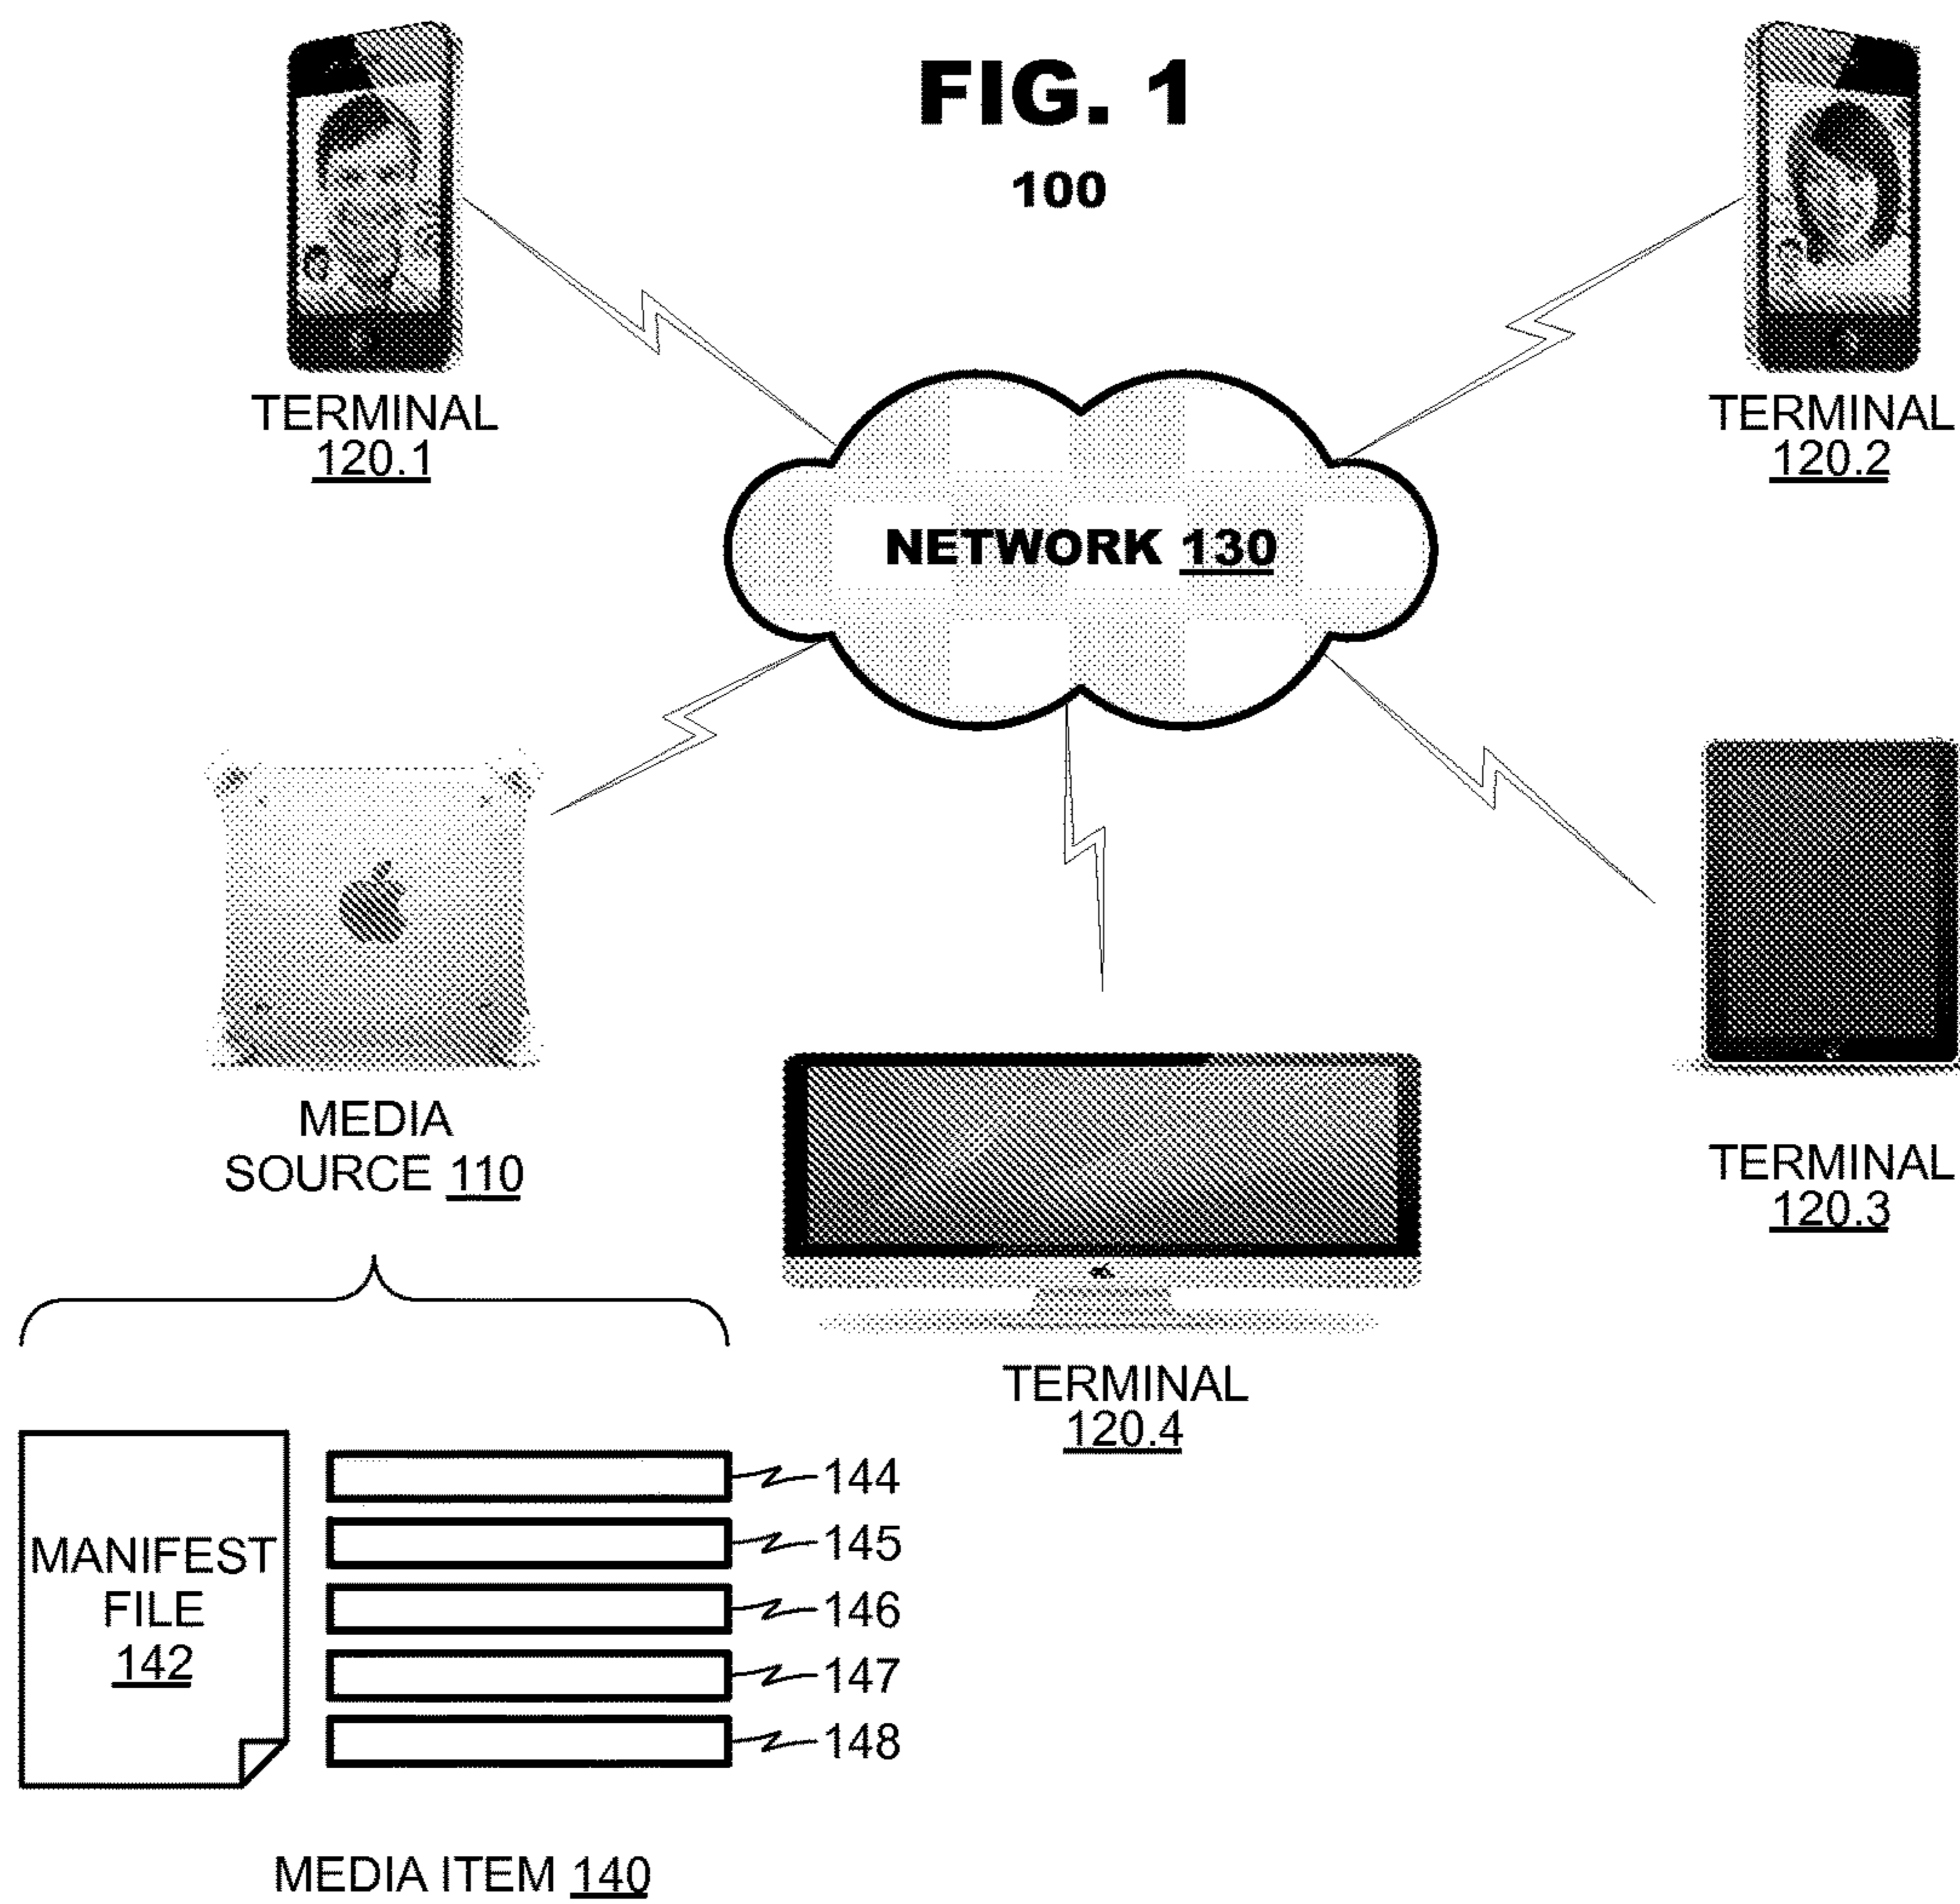 FIG. 1
100
TERMINAL
120.1
TERMINAL
120.2
NETWORK 130
MEDIA
SOURCE 110
TERMINAL
120.3
TERMINAL
120.4
MANIFEST
FILE
142
144
145
146
147
148
MEDIA ITEM 140